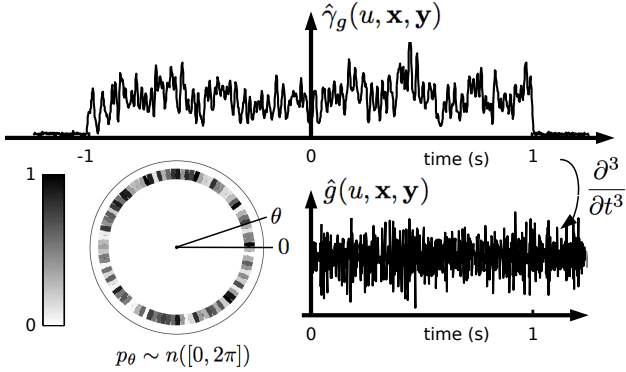 γ̂_g(u, x, y)
-1 0 time (s) 1
1
0
θ
0
p_θ ∼ n([0, 2π])
ĝ(u, x, y)
∂³/∂t³
0 time (s) 1